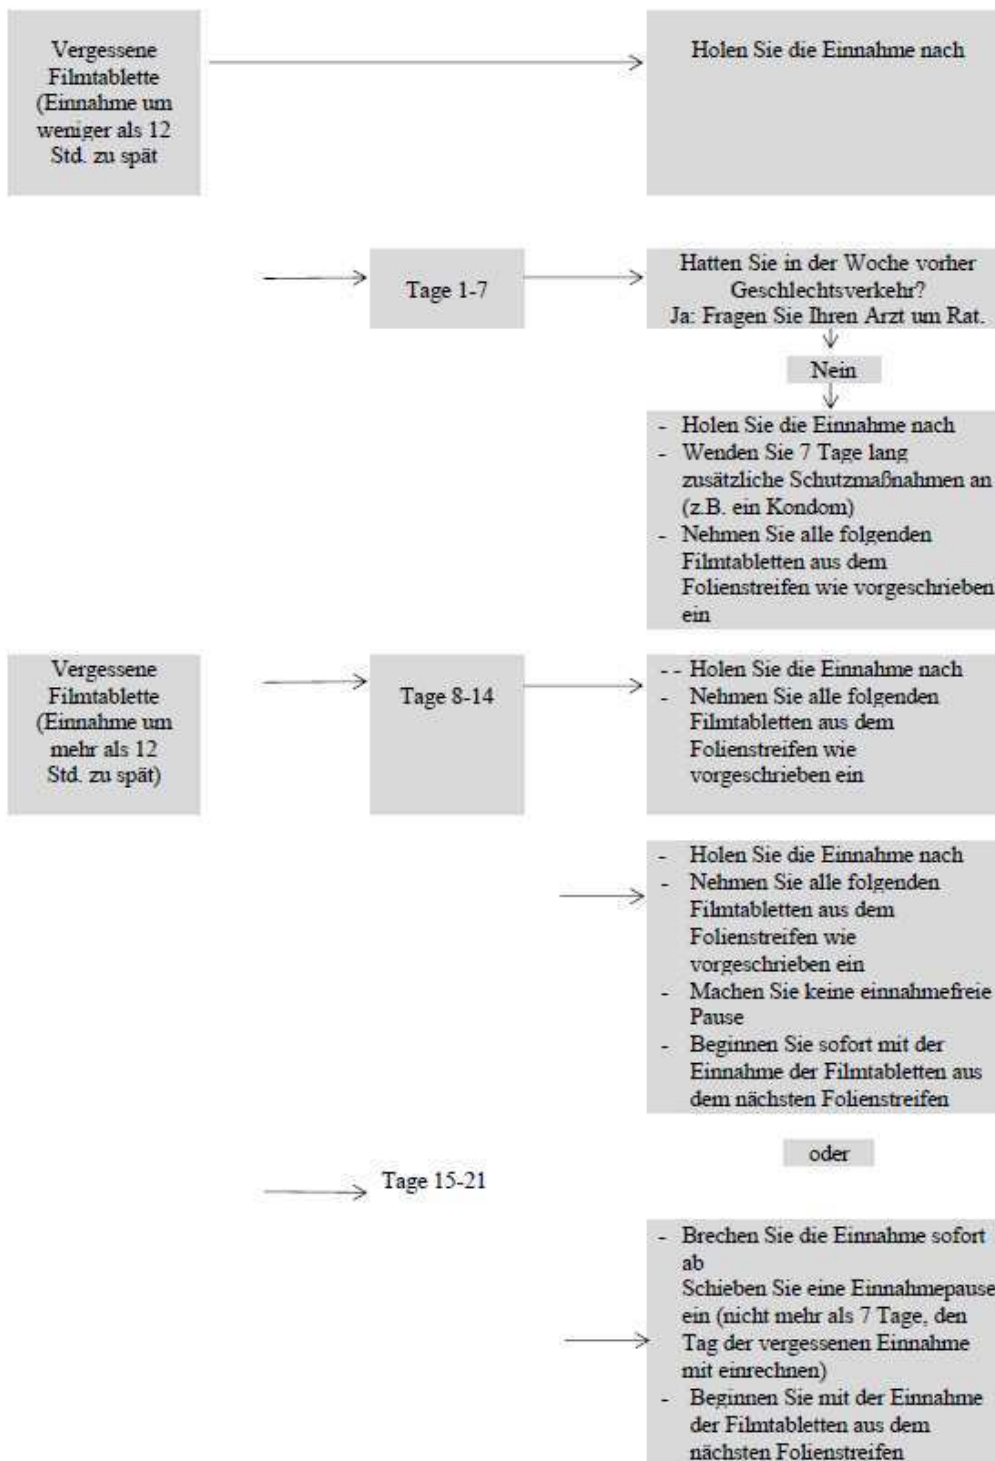 Vergessene
Filmtablette
(Einnahme um
weniger als 12
Std. zu spät
Holen Sie die Einnahme nach
Tage 1-7
Hatten Sie in der Woche vorher
Geschlechtsverkehr?
Ja: Fragen Sie Ihren Arzt um Rat.
Nein
- Holen Sie die Einnahme nach
- Wenden Sie 7 Tage lang
zusätzliche Schutzmaßnahmen an
(z.B. ein Kondom)
- Nehmen Sie alle folgenden
Filmtabletten aus dem
Folienstreifen wie vorgeschrieben
ein
Vergessene
Filmtablette
(Einnahme um
mehr als 12
Std. zu spät)
Tage 8-14
- - Holen Sie die Einnahme nach
- Nehmen Sie alle folgenden
Filmtabletten aus dem
Folienstreifen wie
vorgeschrieben ein
- Holen Sie die Einnahme nach
- Nehmen Sie alle folgenden
Filmtabletten aus dem
Folienstreifen wie
vorgeschrieben ein
- Machen Sie keine einnahmefreie
Pause
- Beginnen Sie sofort mit der
Einnahme der Filmtabletten aus
dem nächsten Folienstreifen
oder
Tage 15-21
- Brechen Sie die Einnahme sofort
ab
Schieben Sie eine Einnahmepause
ein (nicht mehr als 7 Tage, den
Tag der vergessenen Einnahme
mit einrechnen)
- Beginnen Sie mit der Einnahme
der Filmtabletten aus dem
nächsten Folienstreifen